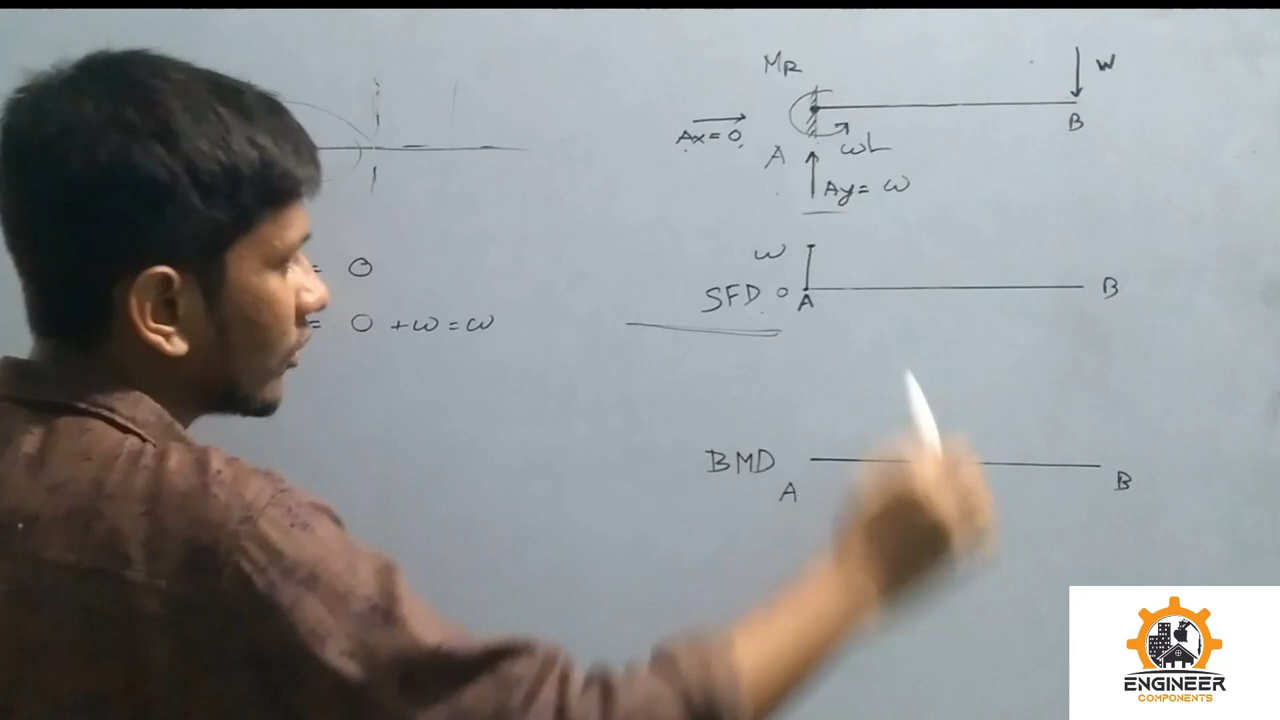 MR
W
Ax = 0
B
A
wL
Ay = w
w
SFD 0
A
B
= 0
= 0 + w = w
BMD
A
B
ENGINEER
COMPONENTS